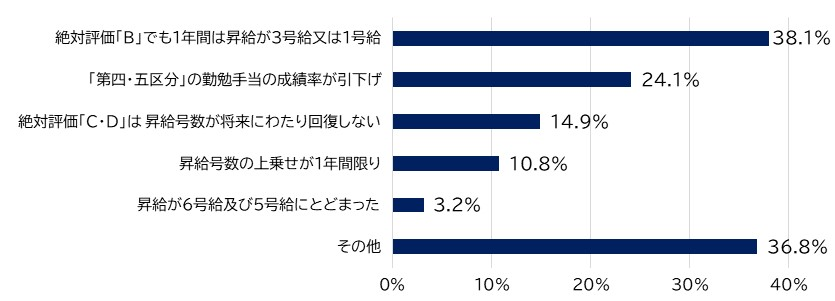 絶対評価「B」でも1年間は昇給が3号給又は1号給 38.1%
「第四・五区分」の勤勉手当の成績率が引下げ 24.1%
絶対評価「C・D」は 昇給号数が将来にわたり回復しない 14.9%
昇給号数の上乗せが1年間限り 10.8%
昇給が6号給及び5号給にとどまった 3.2%
その他 36.8%
0% 10% 20% 30% 40%